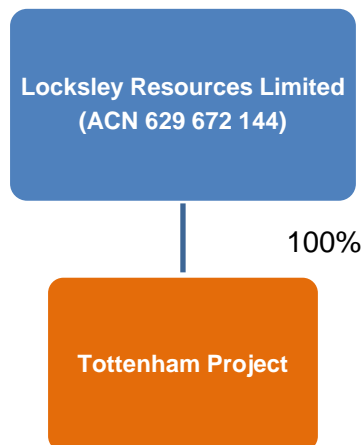 Locksley Resources Limited
(ACN 629 672 144)
100%
Tottenham Project